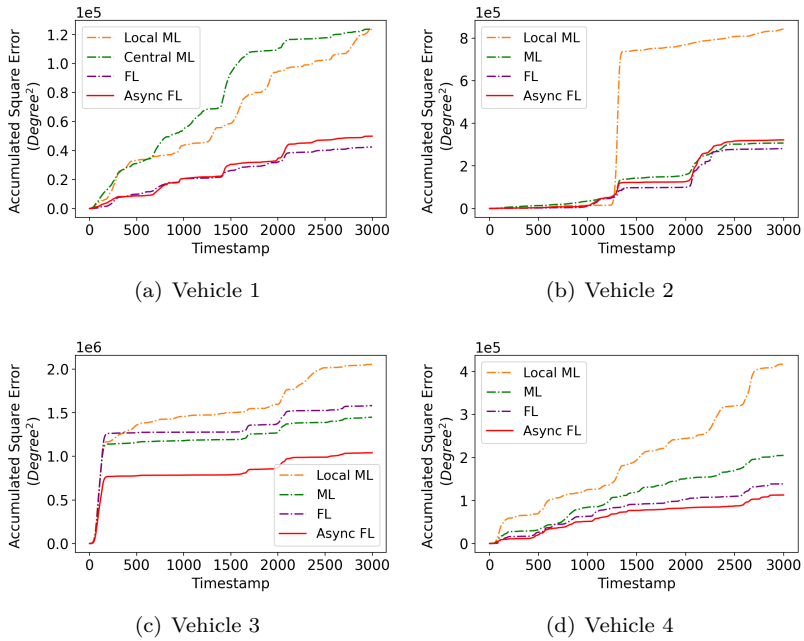 1e5
Accumulated Square Error
(Degree²)
1.2
1.0
0.8
0.6
0.4
0.2
0.0
Local ML
Central ML
FL
Async FL
0 500 1000 1500 2000 2500 3000
Timestamp
(a) Vehicle 1
1e5
Accumulated Square Error
(Degree²)
8
6
4
2
0
Local ML
ML
FL
Async FL
0 500 1000 1500 2000 2500 3000
Timestamp
(b) Vehicle 2
1e6
Accumulated Square Error
(Degree²)
2.0
1.5
1.0
0.5
0.0
Local ML
ML
FL
Async FL
0 500 1000 1500 2000 2500 3000
Timestamp
(c) Vehicle 3
1e5
Accumulated Square Error
(Degree²)
4
3
2
1
0
Local ML
ML
FL
Async FL
0 500 1000 1500 2000 2500 3000
Timestamp
(d) Vehicle 4